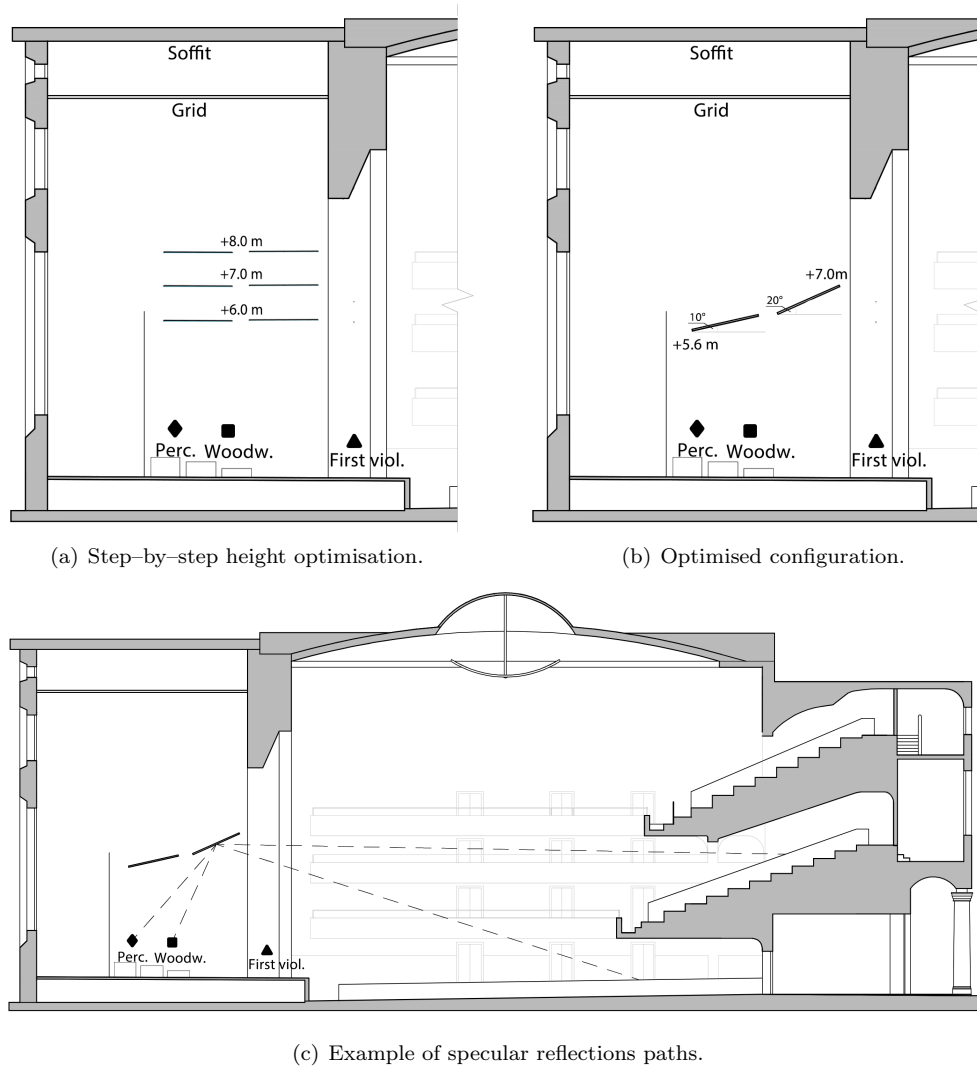 Soffit
Grid
+8.0 m
+7.0 m
+6.0 m
Perc. Woodw.
First viol.
(a) Step–by–step height optimisation.
Soffit
Grid
+7.0m
20°
10°
+5.6 m
Perc. Woodw.
First viol.
(b) Optimised configuration.
Perc. Woodw.
First viol.
(c) Example of specular reflections paths.